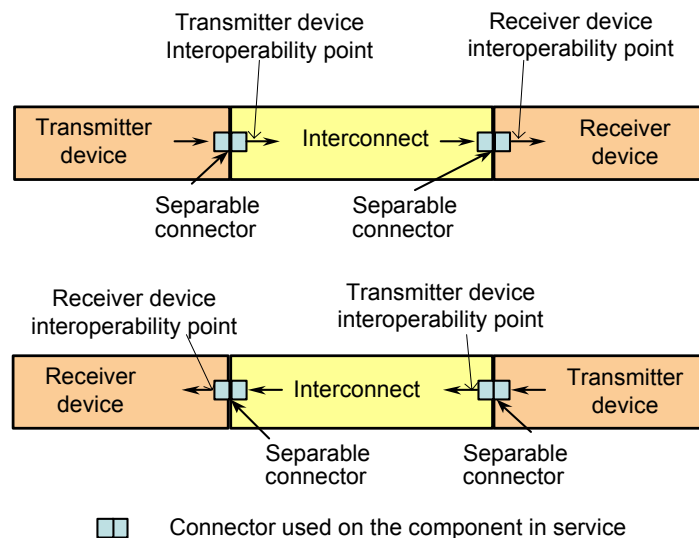 Transmitter device
Interoperability point
Receiver device
interoperability point
Transmitter
device
Interconnect
Receiver
device
Separable
connector
Separable
connector
Receiver device
interoperability point
Transmitter device
interoperability point
Receiver
device
Interconnect
Transmitter
device
Separable
connector
Separable
connector
Connector used on the component in service